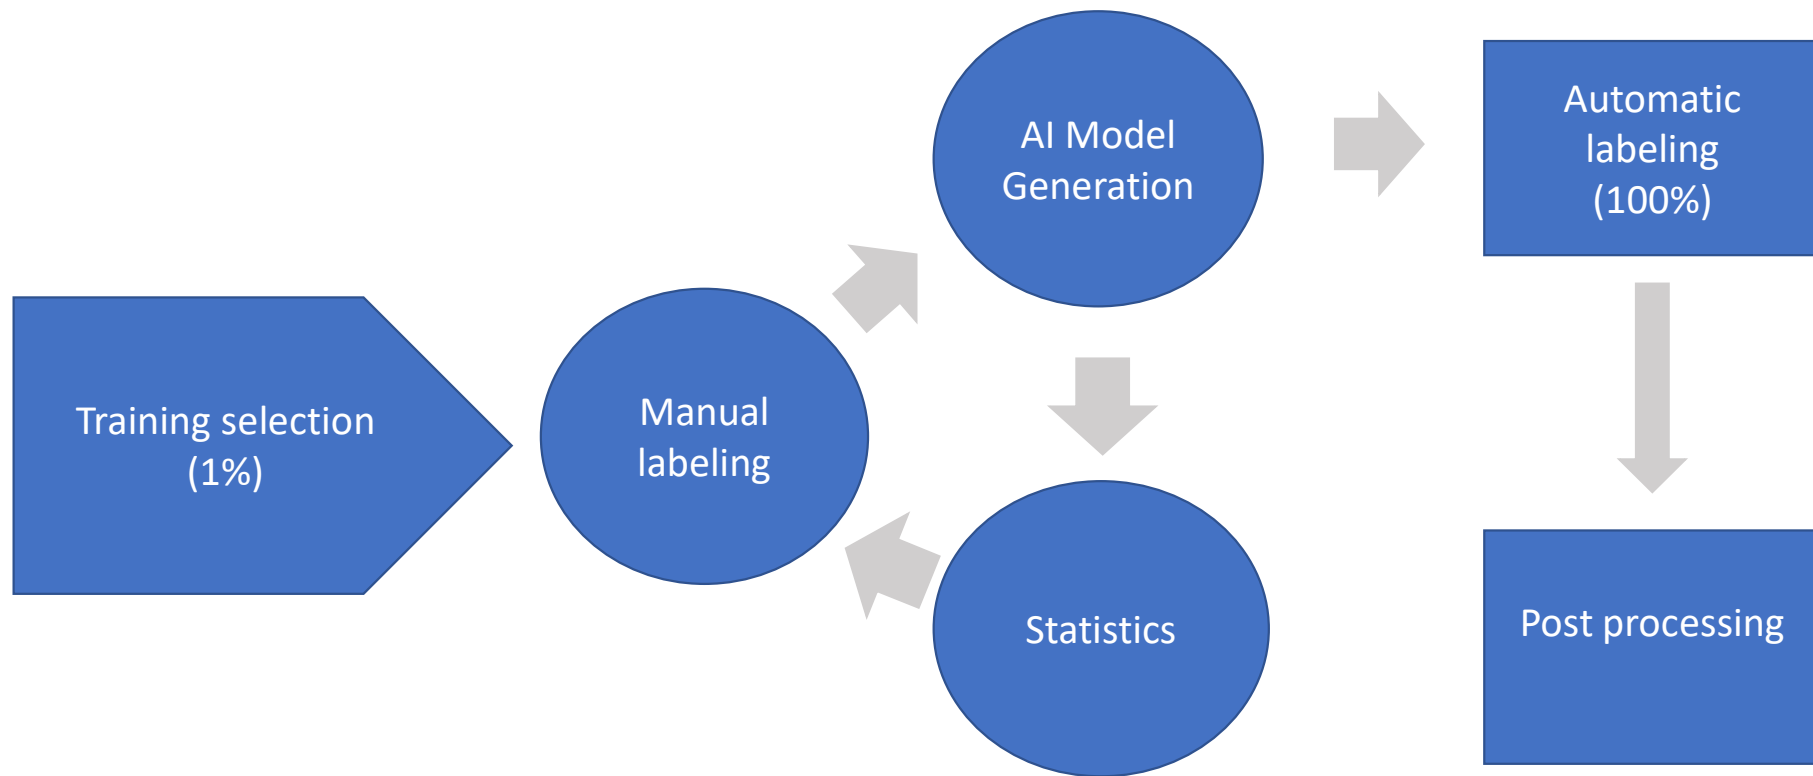 Training selection
(1%)
Manual
labeling
AI Model
Generation
Statistics
Automatic
labeling
(100%)
Post processing